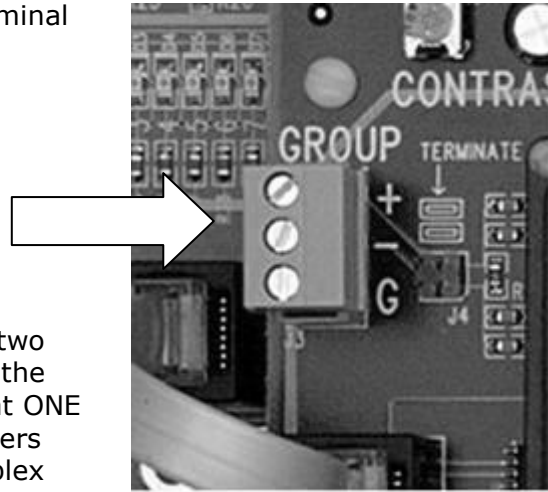 minal
CONTRAS
GROUP
TERMINATE
+
-
G
J4
J3
R
two
the
t ONE
ers
plex